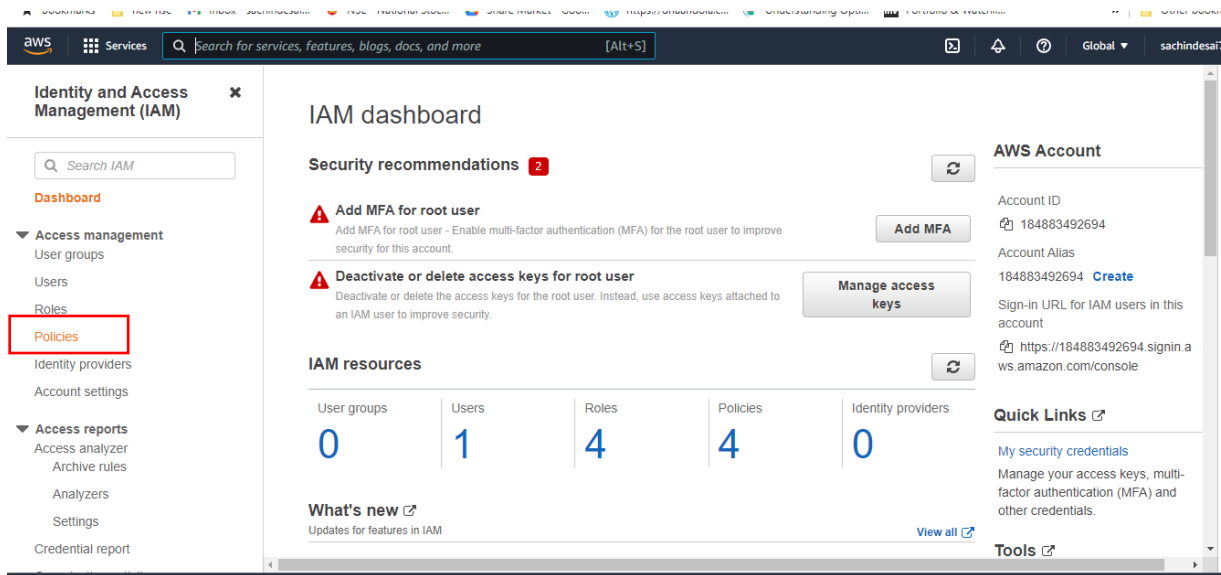 aws
Services
Search for services, features, blogs, docs, and more
[Alt+S]
Global
sachindesai7
Identity and Access
Management (IAM)
Search IAM
Dashboard
Access management
User groups
Users
Roles
Policies
Identity providers
Account settings
Access reports
Access analyzer
Archive rules
Analyzers
Settings
Credential report
IAM dashboard
Security recommendations 2
Add MFA for root user
Add MFA for root user - Enable multi-factor authentication (MFA) for the root user to improve
security for this account.
Add MFA
Deactivate or delete access keys for root user
Deactivate or delete the access keys for the root user. Instead, use access keys attached to
an IAM user to improve security.
Manage access
keys
IAM resources
User groups
0
Users
1
Roles
4
Policies
4
Identity providers
0
What's new
Updates for features in IAM
View all
AWS Account
Account ID
184883492694
Account Alias
184883492694 Create
Sign-in URL for IAM users in this
account
https://184883492694.signin.a
ws.amazon.com/console
Quick Links
My security credentials
Manage your access keys, multi-
factor authentication (MFA) and
other credentials.
Tools